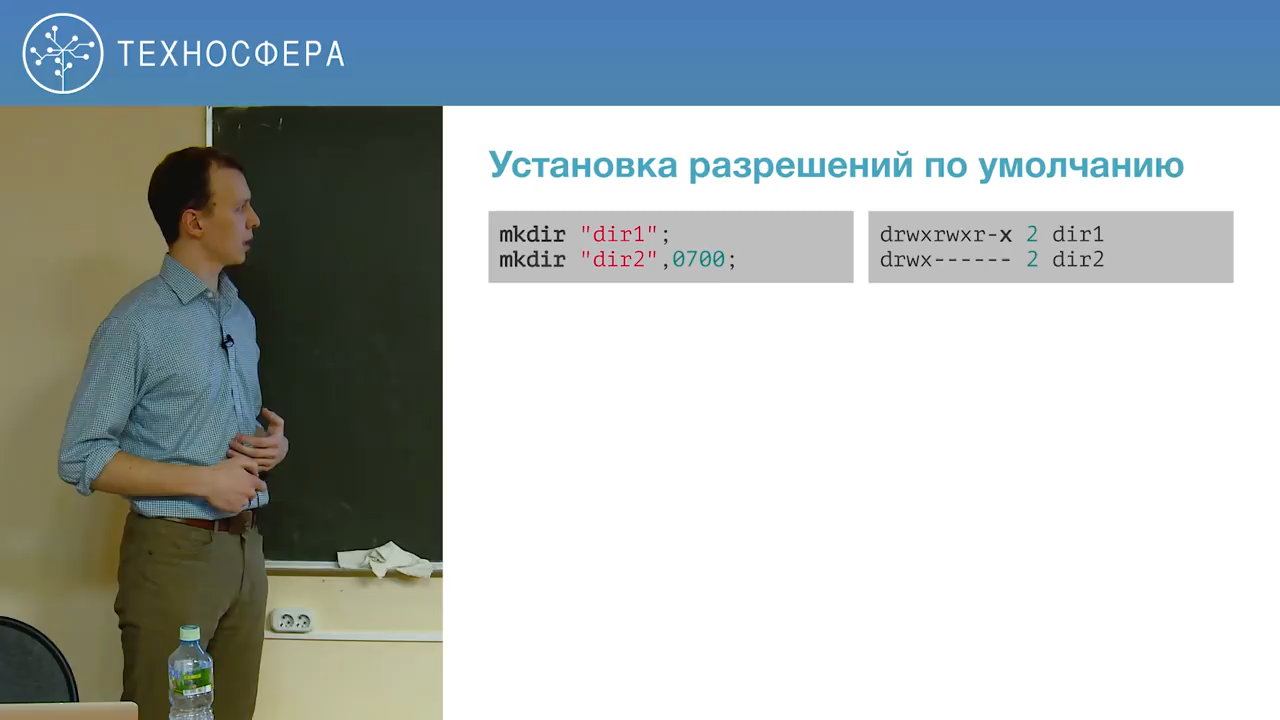 ТЕХНОСФЕРА
Установка разрешений по умолчанию
mkdir "dir1";
mkdir "dir2",0700;
drwxrwxr-x 2 dir1
drwx------ 2 dir2